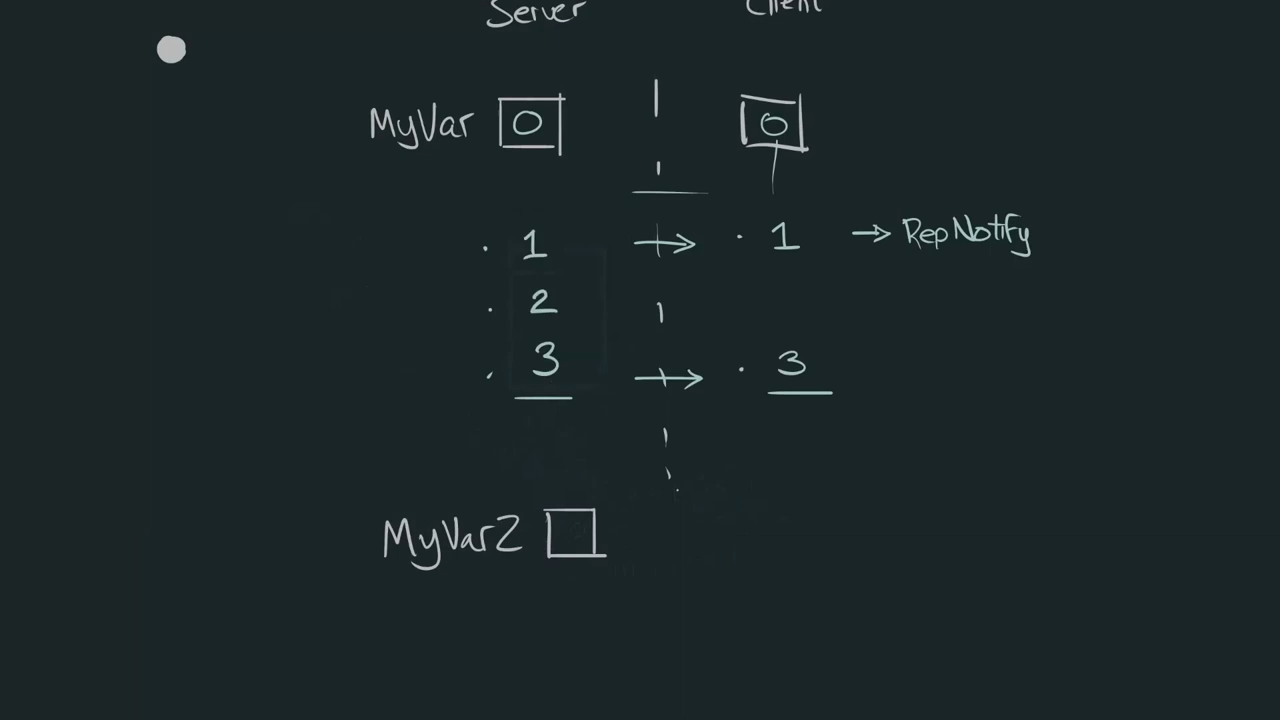 Server Client
MyVar 0 0
1 → 1 → RepNotify
2
3 → 3
MyVar2